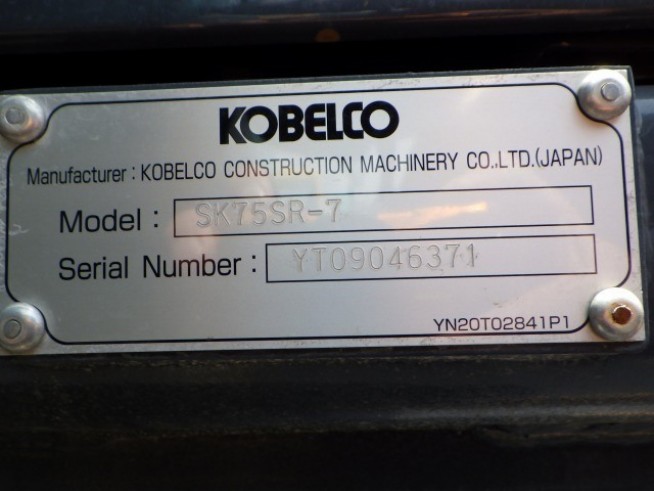 KOBELCO
Manufacturer : KOBELCO CONSTRUCTION MACHINERY CO.,LTD.(JAPAN)
Model : SK75SR-7
Serial Number : YT09046371
YN20T02841P1